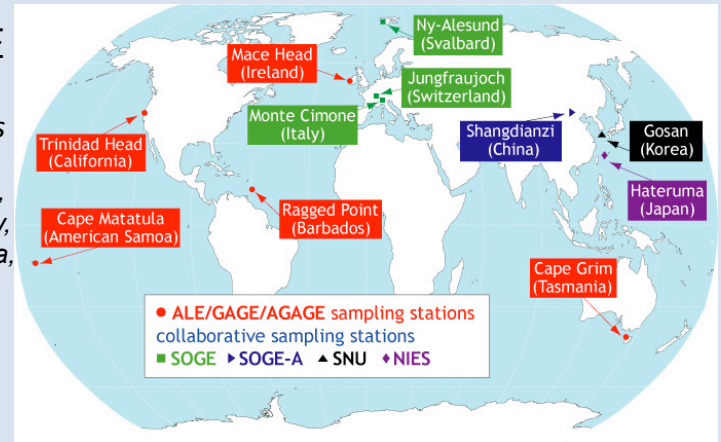 E
s
,
y,
a,
Ny-Alesund
(Svalbard)
Mace Head
(Ireland)
Jungfraujoch
(Switzerland)
Monte Cimone
(Italy)
Trinidad Head
(California)
Shangdianzi
(China)
Gosan
(Korea)
Hateruma
(Japan)
Ragged Point
(Barbados)
Cape Matatula
(American Samoa)
Cape Grim
(Tasmania)
● ALE/GAGE/AGAGE sampling stations
collaborative sampling stations
■ SOGE ▶ SOGE-A ▲ SNU ♦ NIES